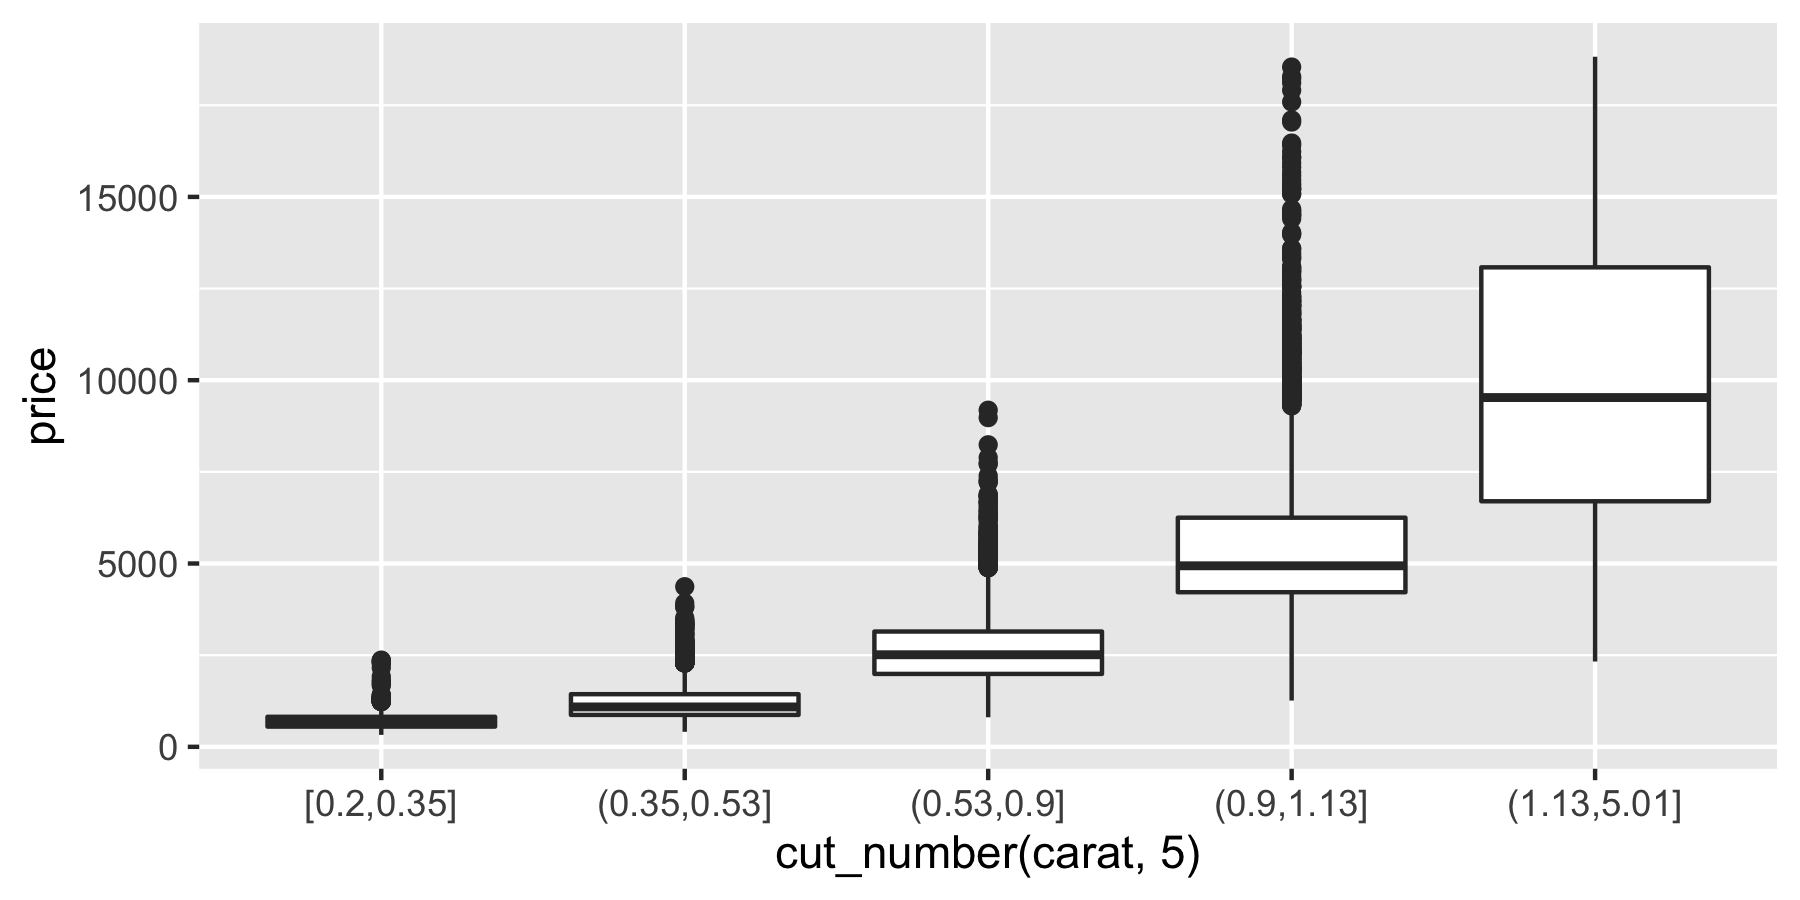 price
15000
10000
5000
0
[0.2,0.35] (0.35,0.53] (0.53,0.9] (0.9,1.13] (1.13,5.01]
cut_number(carat, 5)